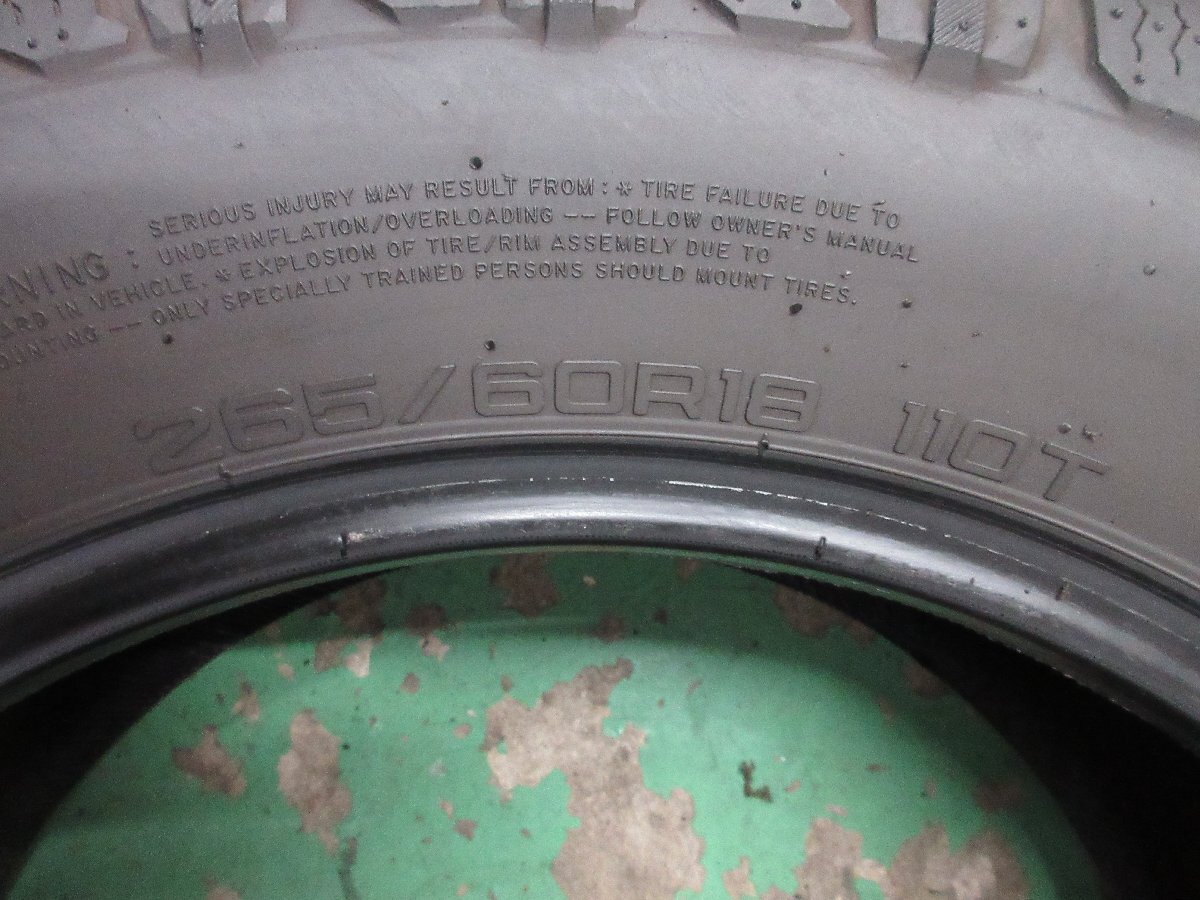 SERIOUS INJURY MAY RESULT FROM : * TIRE FAILURE DUE TO
: UNDERINFLATION/OVERLOADING -- FOLLOW OWNER'S MANUAL
IN VEHICLE. * EXPLOSION OF TIRE/RIM ASSEMBLY DUE TO
-- ONLY SPECIALLY TRAINED PERSONS SHOULD MOUNT TIRES.
265/60R18 110T